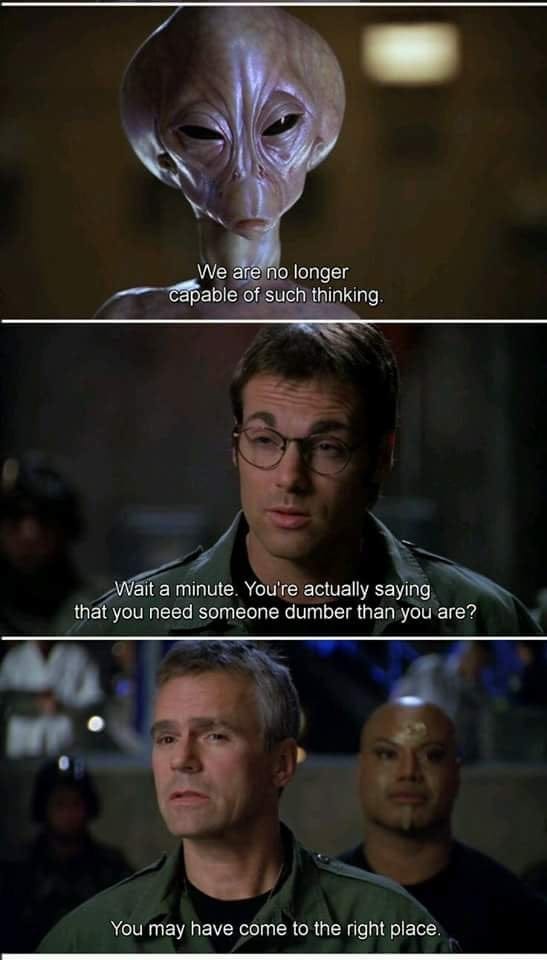 We are no longer
capable of such thinking.
Wait a minute. You're actually saying
that you need someone dumber than you are?
You may have come to the right place.